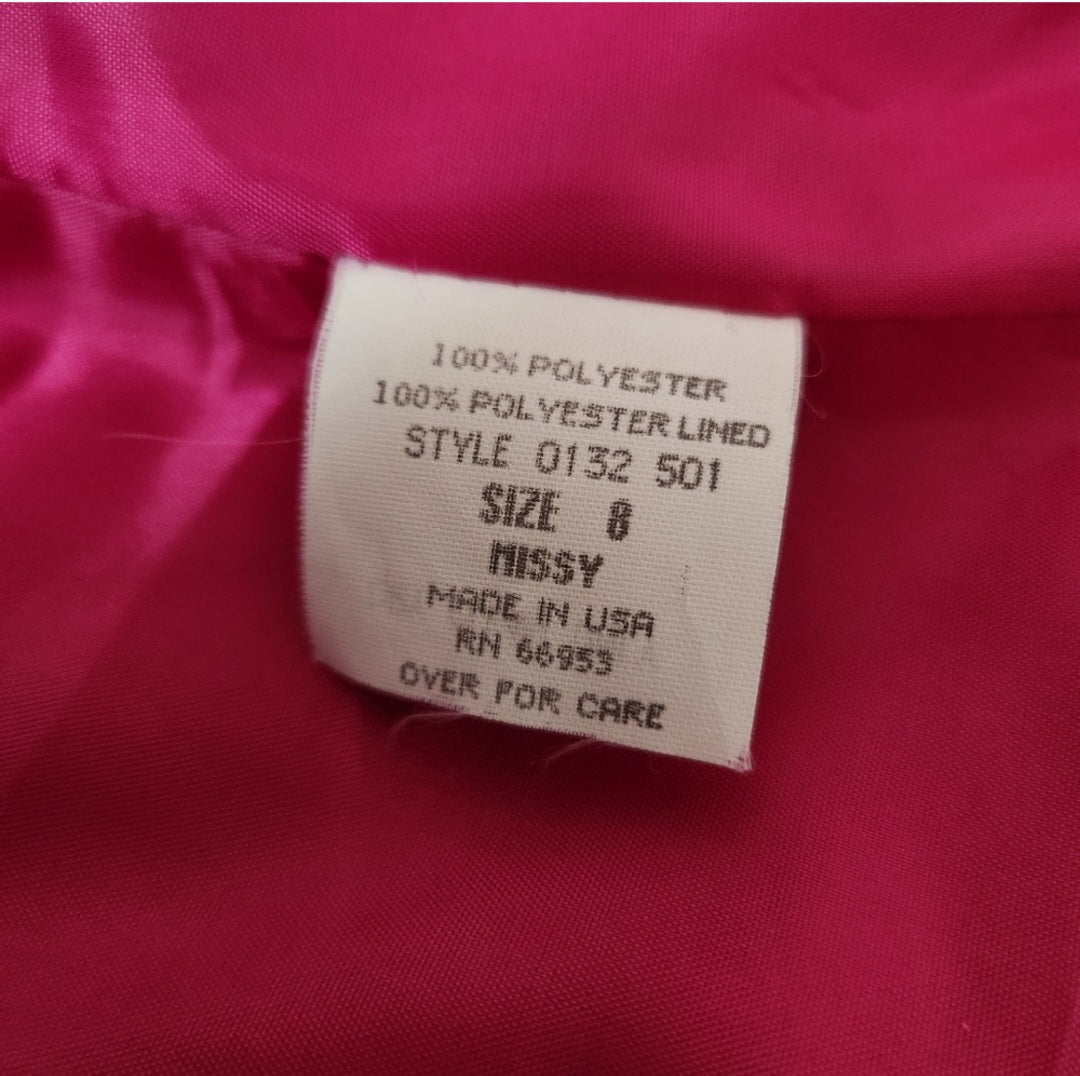 100% POLYESTER
100% POLYESTER LINED
STYLE 0132 501
SIZE 8
MISSY
MADE IN USA
RN 66953
OVER FOR CARE